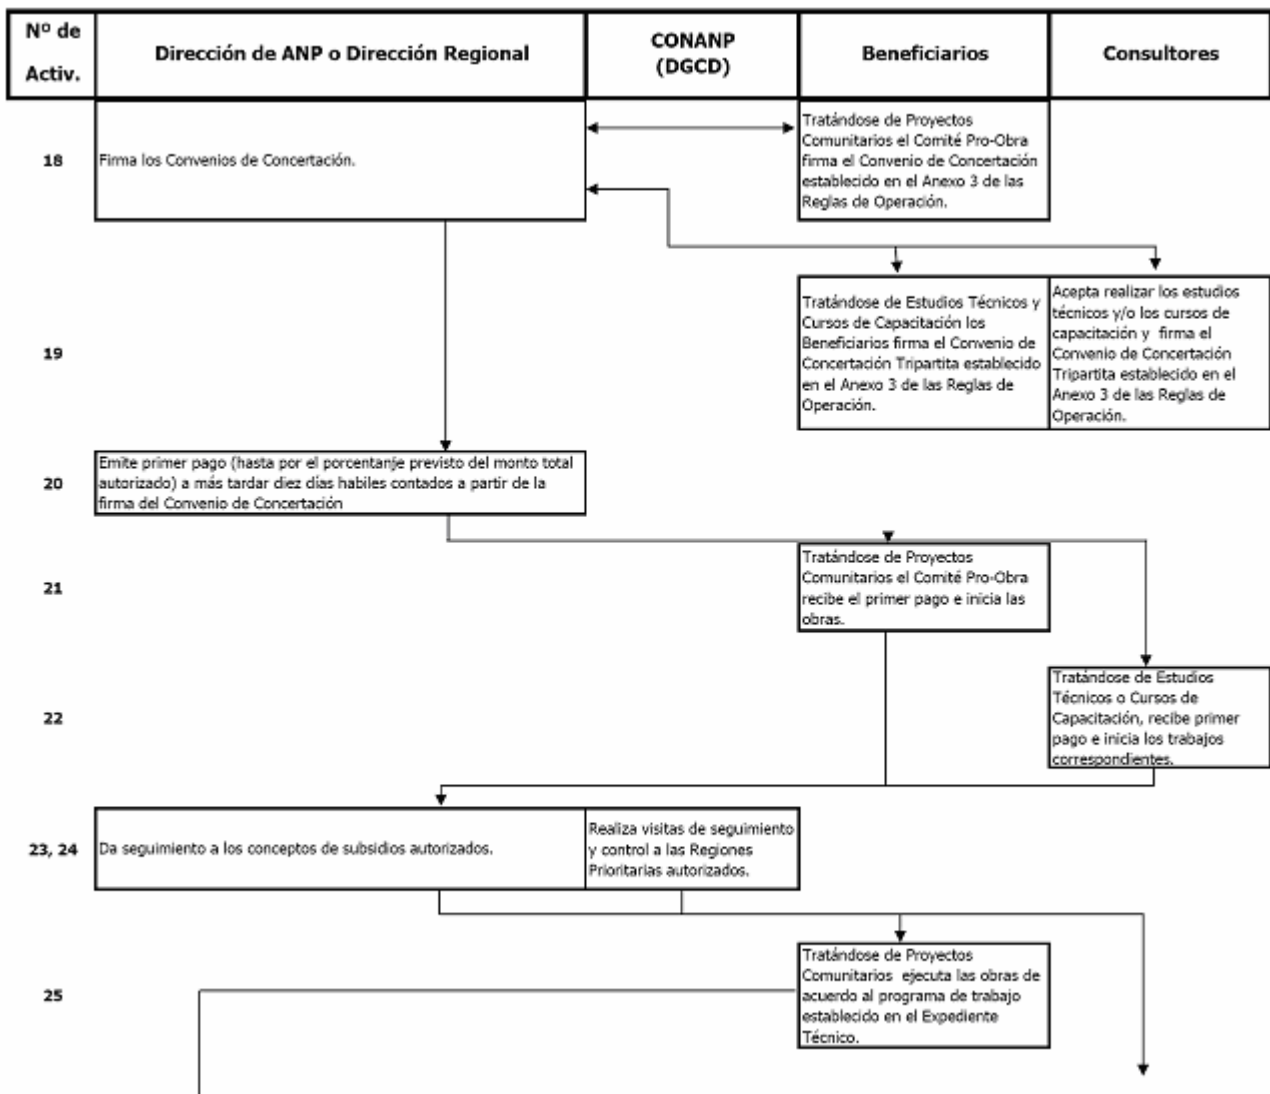 Nº de
Activ.
Dirección de ANP o Dirección Regional
CONANP
(DGCD)
Beneficiarios
Consultores
18
Firma los Convenios de Concertación.
Tratándose de Proyectos
Comunitarios el Comité Pro-Obra
firma el Convenio de Concertación
establecido en el Anexo 3 de las
Reglas de Operación.
19
Tratándose de Estudios Técnicos y
Cursos de Capacitación los
Beneficiarios firma el Convenio de
Concertación Tripartita establecido
en el Anexo 3 de las Reglas de
Operación.
Acepta realizar los estudios
técnicos y/o los cursos de
capacitación y firma el
Convenio de Concertación
Tripartita establecido en el
Anexo 3 de las Reglas de
Operación.
20
Emite primer pago (hasta por el porcentanje previsto del monto total
autorizado) a más tardar diez días habiles contados a partir de la
firma del Convenio de Concertación
21
Tratándose de Proyectos
Comunitarios el Comité Pro-Obra
recibe el primer pago e inicia las
obras.
22
Tratándose de Estudios
Técnicos o Cursos de
Capacitación, recibe primer
pago e inicia los trabajos
correspondientes.
23, 24
Da seguimiento a los conceptos de subsidios autorizados.
Realiza visitas de seguimiento
y control a las Regiones
Prioritarias autorizados.
25
Tratándose de Proyectos
Comunitarios ejecuta las obras de
acuerdo al programa de trabajo
establecido en el Expediente
Técnico.